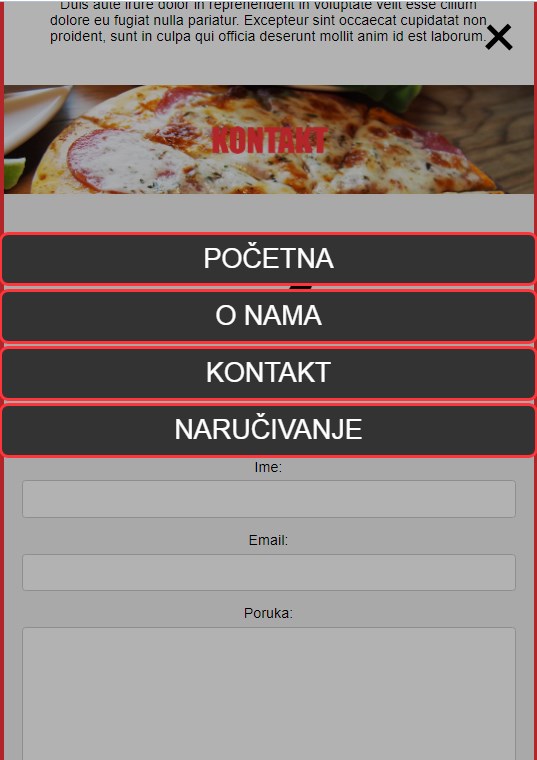 Duis aute irure dolor in reprehenderit in voluptate velit esse cillum
dolore eu fugiat nulla pariatur. Excepteur sint occaecat cupidatat non
proident, sunt in culpa qui officia deserunt mollit anim id est laborum.
KONTAKT
POČETNA
O NAMA
KONTAKT
NARUČIVANJE
Ime:
Email:
Poruka: